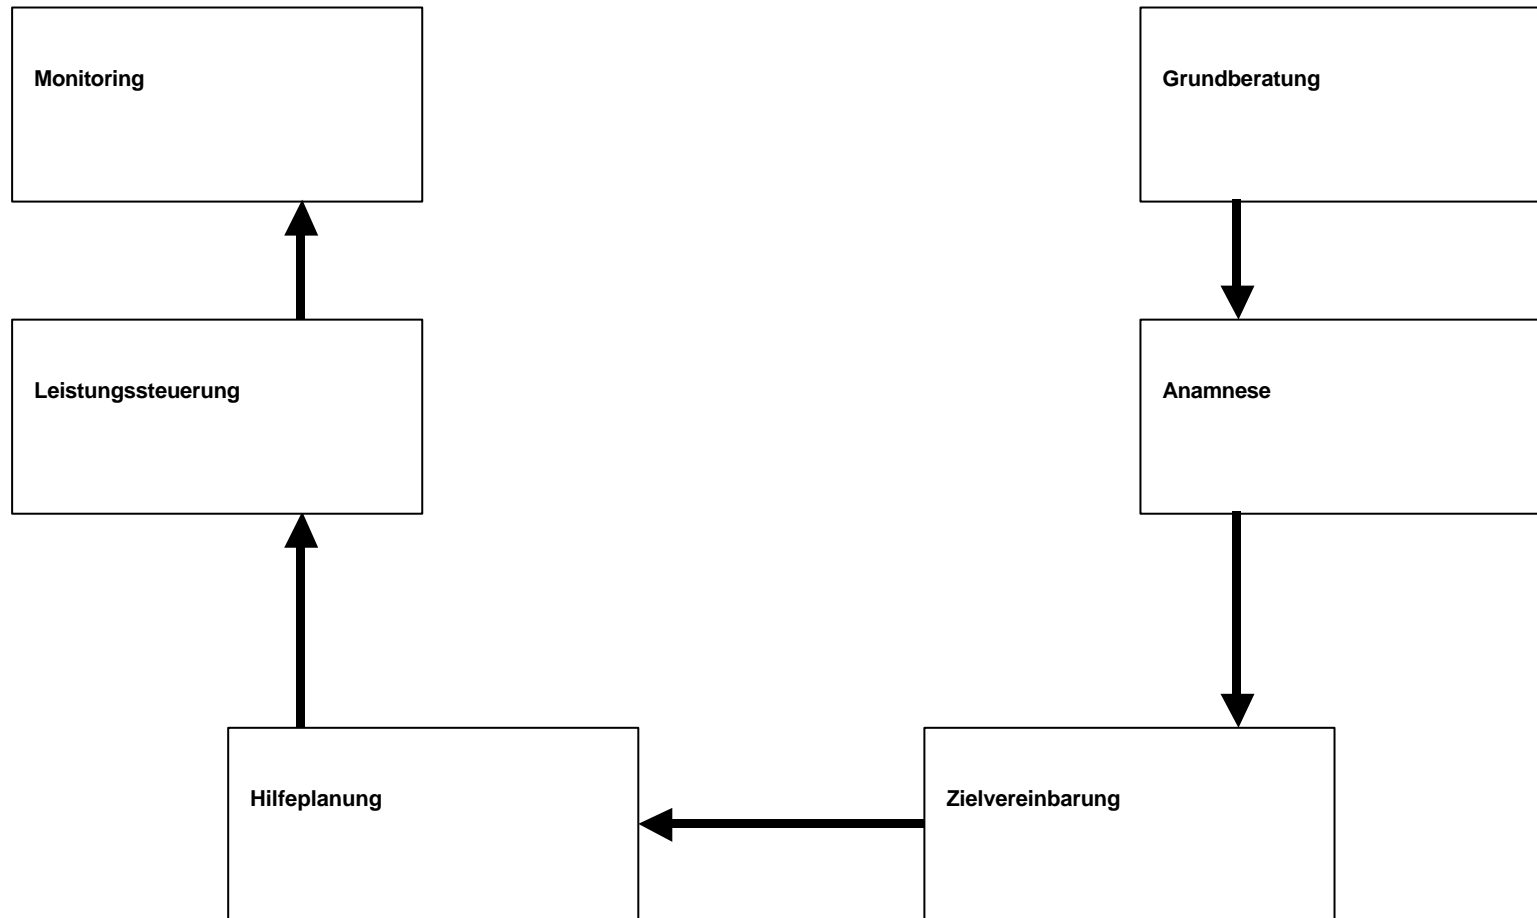 Monitoring
Grundberatung
Leistungssteuerung
Anamnese
Hilfeplanung
Zielvereinbarung